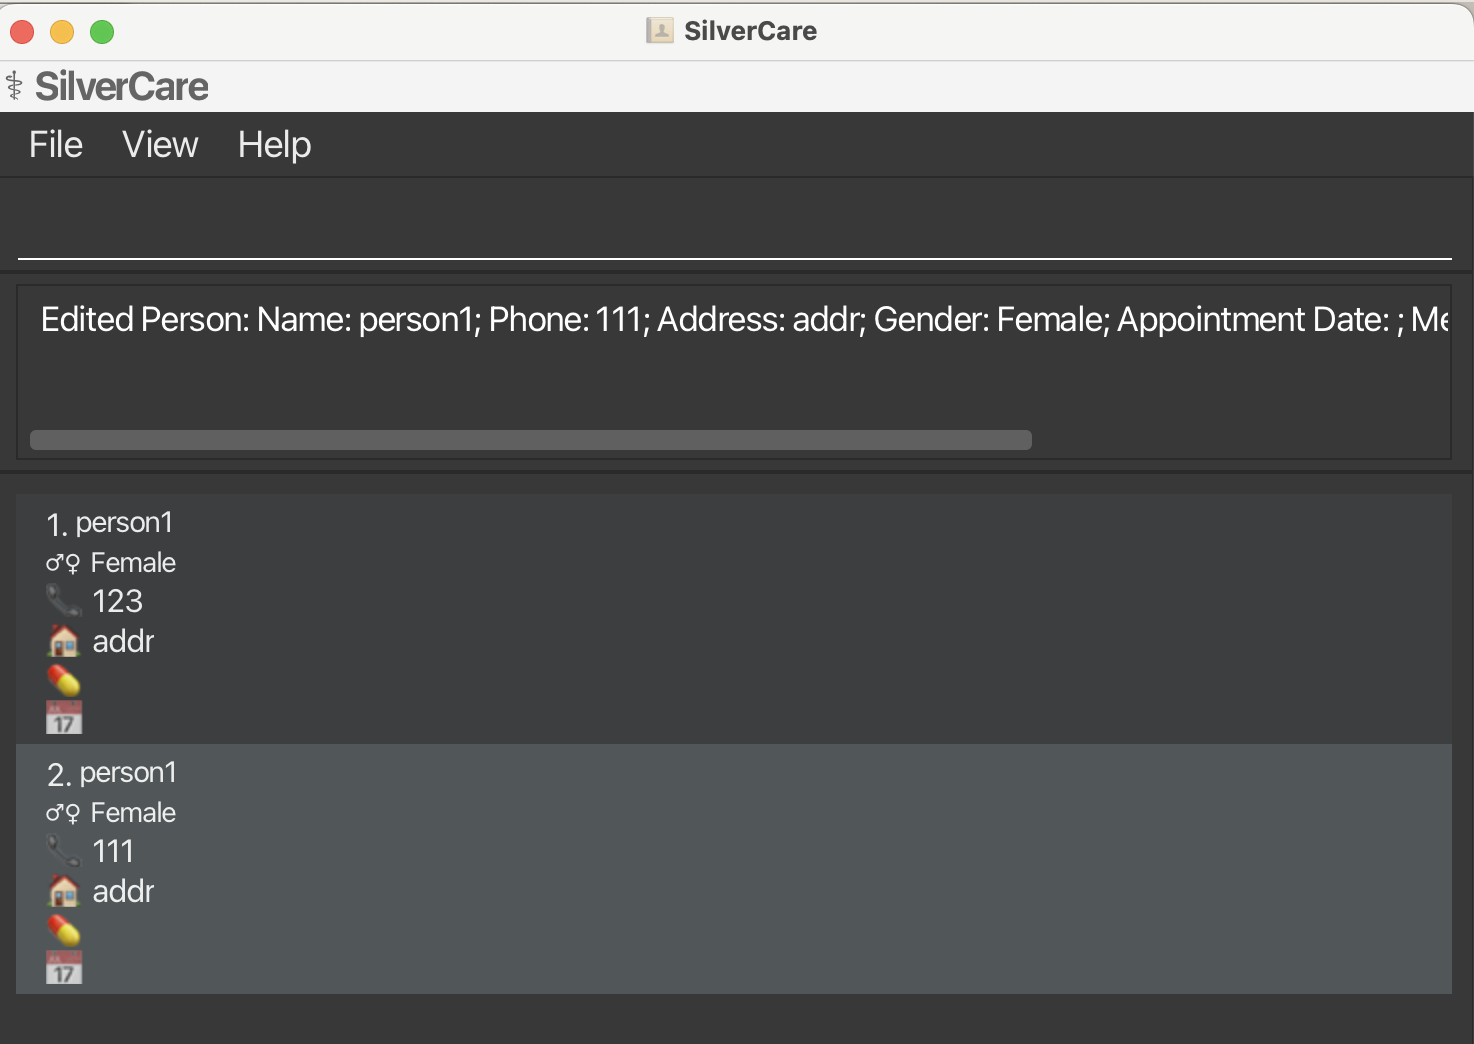 SilverCare
⚕ SilverCare
File View Help
Edited Person: Name: person1; Phone: 111; Address: addr; Gender: Female; Appointment Date: ; Me
1. person1
♂♀ Female
123
addr
17
2. person1
♂♀ Female
111
addr
17